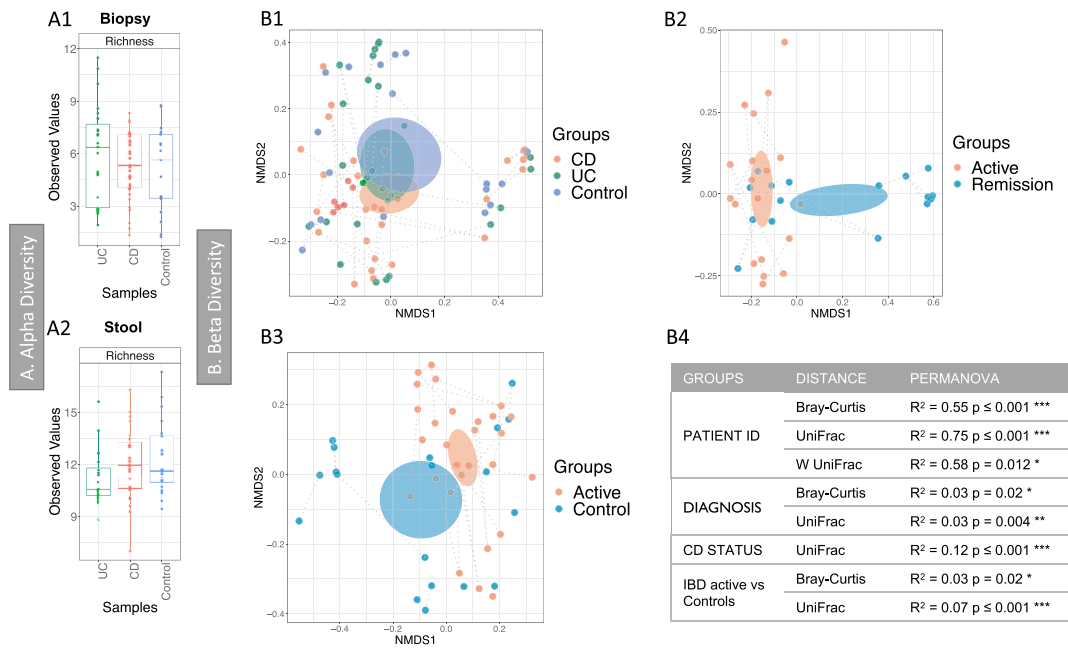 A. Alpha Diversity
B. Beta Diversity
A1
Biopsy
Richness
Observed Values
12
9
6
3
UC
CD
Control
Samples
A2
Stool
Richness
Observed Values
15
12
9
UC
CD
Control
Samples
B1
NMDS2
0.4
0.2
0.0
−0.2
−0.2
0.0
0.2
0.4
NMDS1
Groups
CD
UC
Control
B2
NMDS2
0.50
0.25
0.00
−0.25
−0.2
0.0
0.2
0.4
0.6
NMDS1
Groups
Active
Remission
B3
NMDS2
0.2
0.0
−0.2
−0.4
−0.4
−0.2
0.0
0.2
NMDS1
Groups
Active
Control
B4
GROUPS DISTANCE PERMANOVA
PATIENT ID
Bray-Curtis R² = 0.55 p ≤ 0.001 ***
UniFrac R² = 0.75 p ≤ 0.001 ***
W UniFrac R² = 0.58 p = 0.012 *
DIAGNOSIS
Bray-Curtis R² = 0.03 p = 0.02 *
UniFrac R² = 0.03 p = 0.004 **
CD STATUS UniFrac R² = 0.12 p ≤ 0.001 ***
IBD active vs
Controls
Bray-Curtis R² = 0.03 p = 0.02 *
UniFrac R² = 0.07 p ≤ 0.001 ***